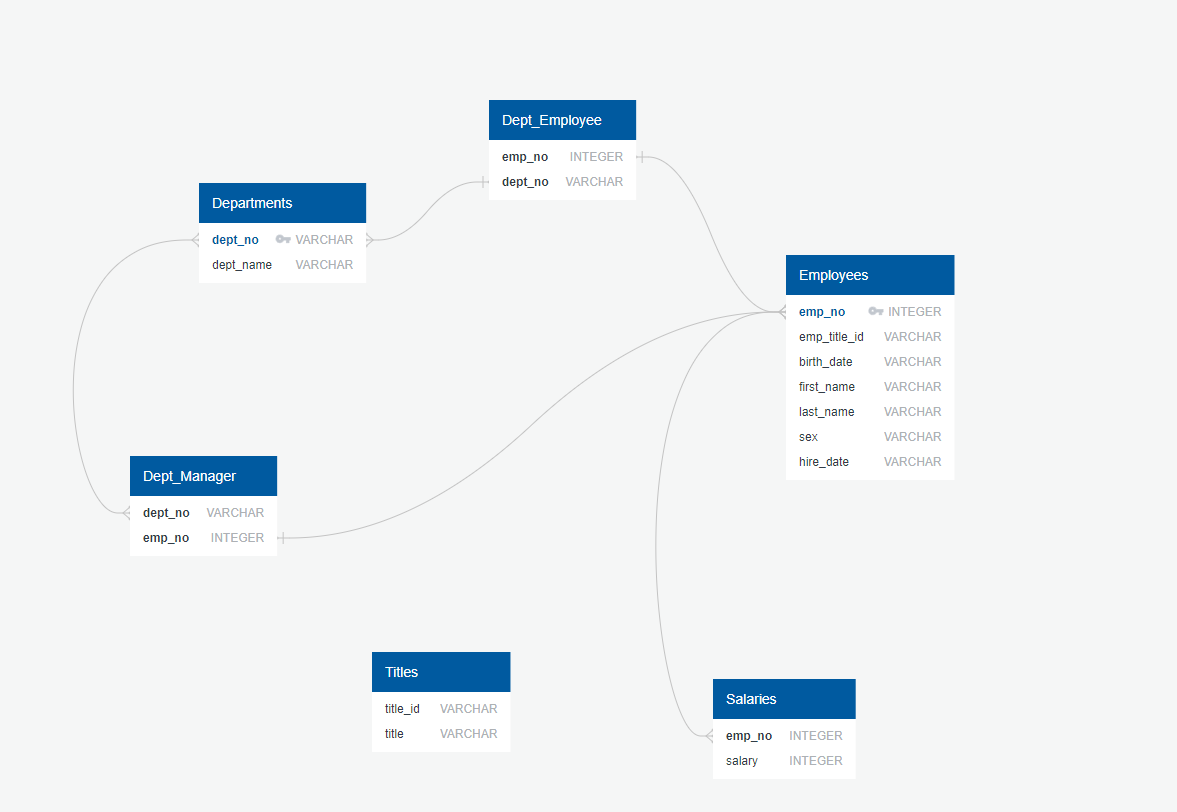 Dept_Employee
emp_no INTEGER
dept_no VARCHAR
Departments
dept_no VARCHAR
dept_name VARCHAR
Employees
emp_no INTEGER
emp_title_id VARCHAR
birth_date VARCHAR
first_name VARCHAR
last_name VARCHAR
sex VARCHAR
hire_date VARCHAR
Dept_Manager
dept_no VARCHAR
emp_no INTEGER
Titles
title_id VARCHAR
title VARCHAR
Salaries
emp_no INTEGER
salary INTEGER